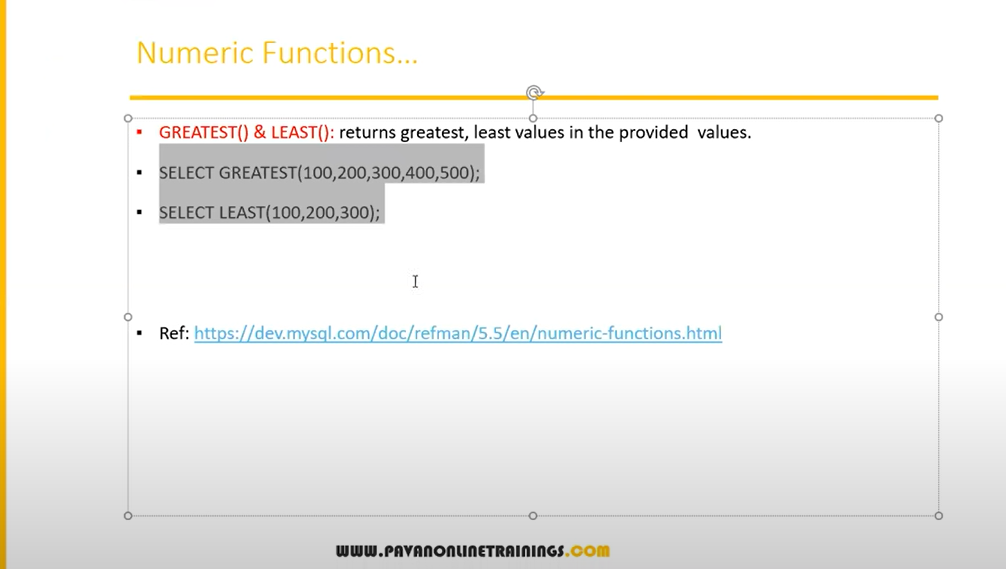 Numeric Functions...
GREATEST() & LEAST(): returns greatest, least values in the provided values.
SELECT GREATEST(100,200,300,400,500);
SELECT LEAST(100,200,300);
Ref: https://dev.mysql.com/doc/refman/5.5/en/numeric-functions.html
WWW.PAVANONLINETRAININGS.COM